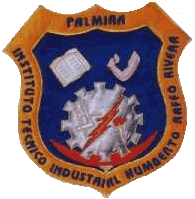 PALMIRA
INSTITUTO TECNICO INDUSTRIAL HUMBERTO RAFFO RIVERA